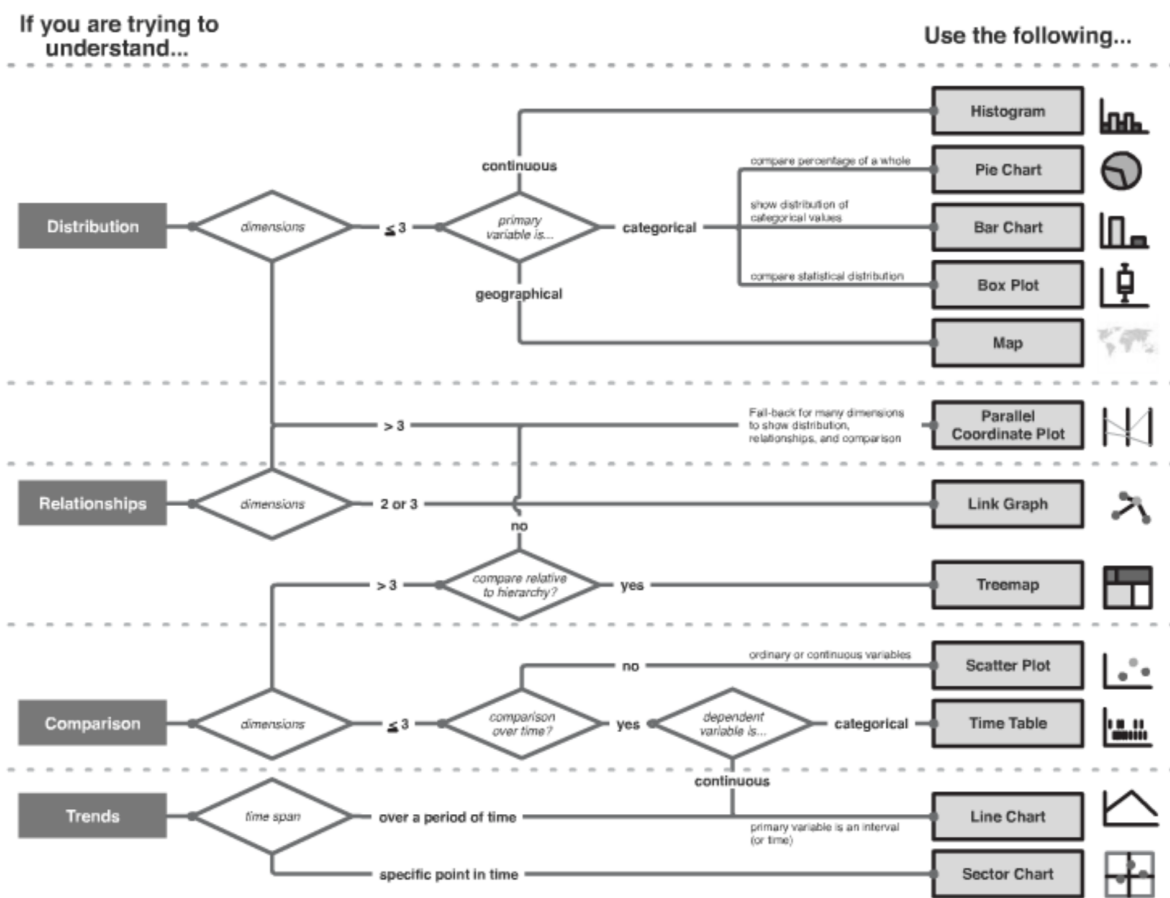 If you are trying to
understand...
Use the following...
Histogram
continuous
compare percentage of a whole
Pie Chart
Distribution
dimensions
≤ 3
primary
variable is...
categorical
show distribution of
categorical values
Bar Chart
compare statistical distribution
Box Plot
geographical
Map
> 3
Fall-back for many dimensions
to show distribution,
relationships, and comparison
Parallel
Coordinate Plot
Relationships
dimensions
2 or 3
Link Graph
no
> 3
compare relative
to hierarchy?
yes
Treemap
no
ordinary or continuous variables
Scatter Plot
Comparison
dimensions
≤ 3
comparison
over time?
yes
dependent
variable is...
categorical
Time Table
continuous
Trends
time span
over a period of time
primary variable is an interval
(or time)
Line Chart
specific point in time
Sector Chart